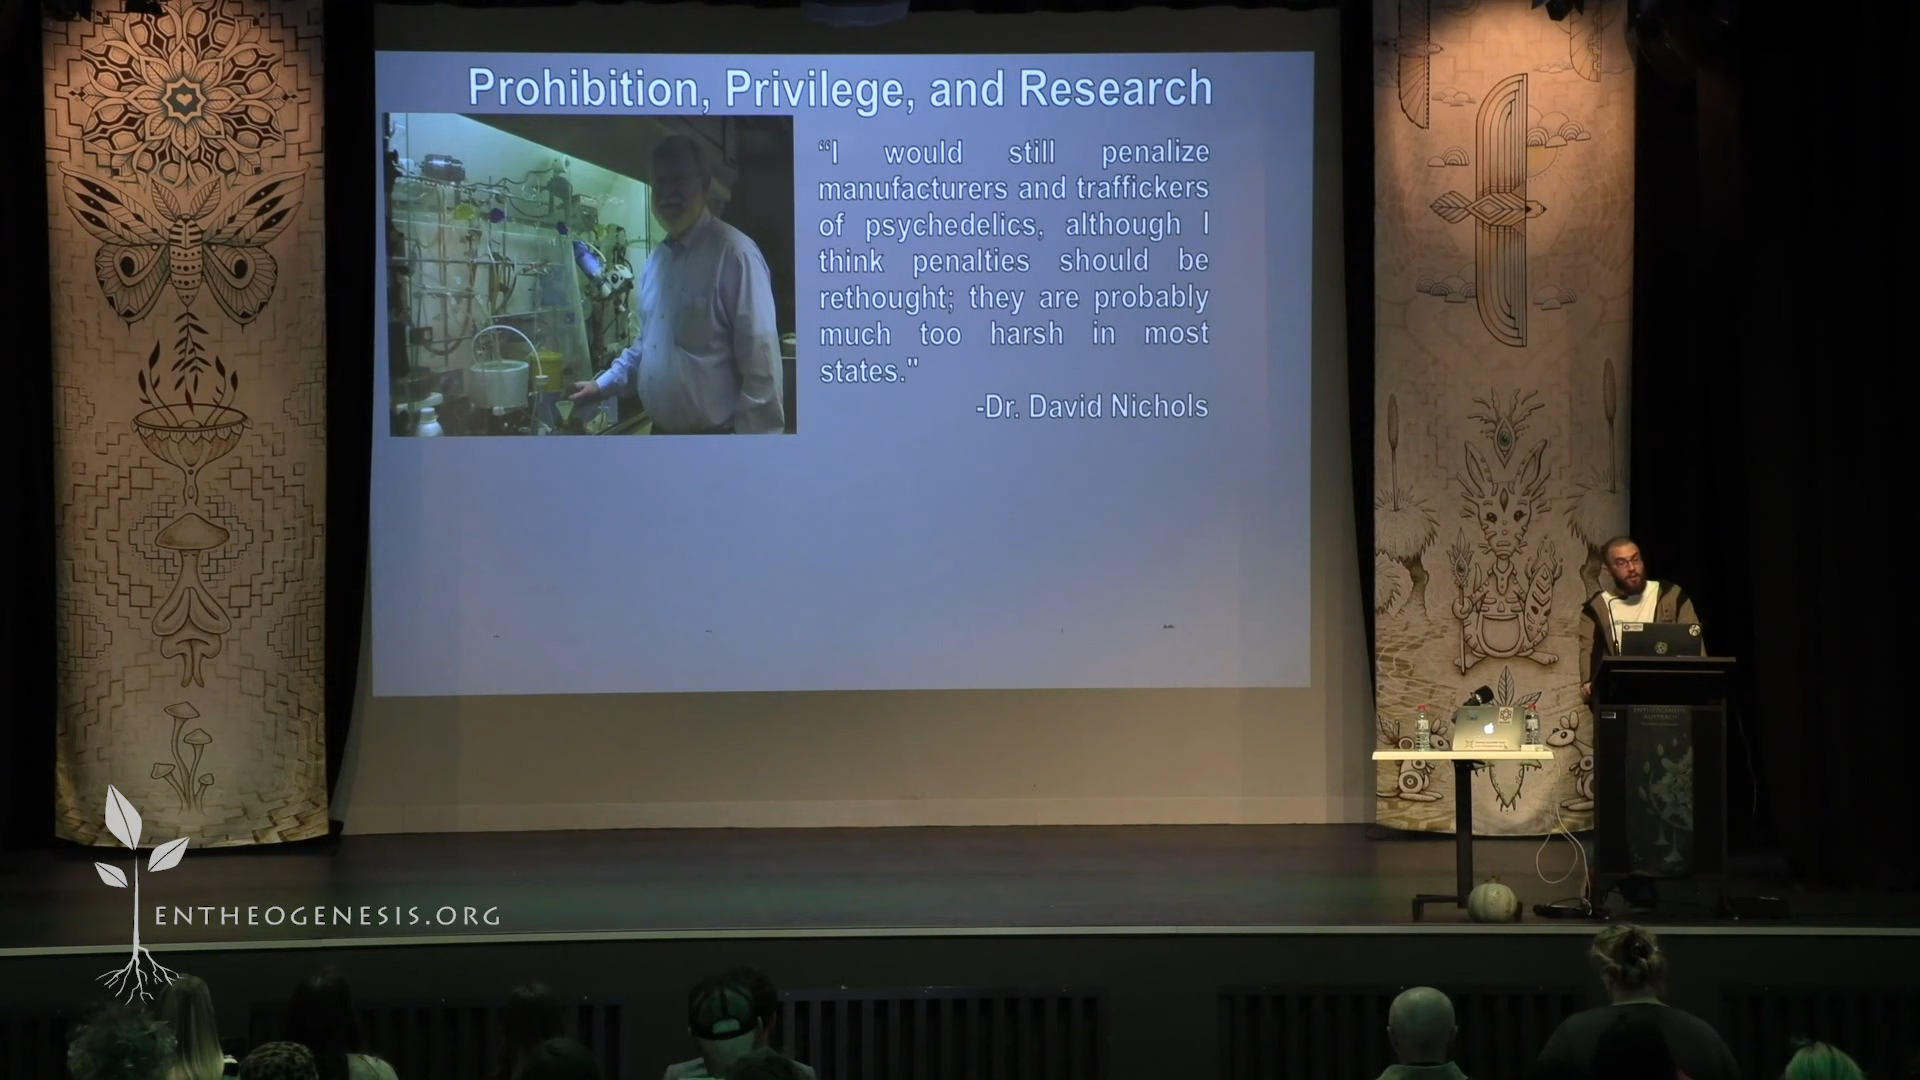 Prohibition, Privilege, and Research
“I would still penalize
manufacturers and traffickers
of psychedelics, although I
think penalties should be
rethought; they are probably
much too harsh in most
states."
-Dr. David Nichols
ENTHEOGENESIS.ORG